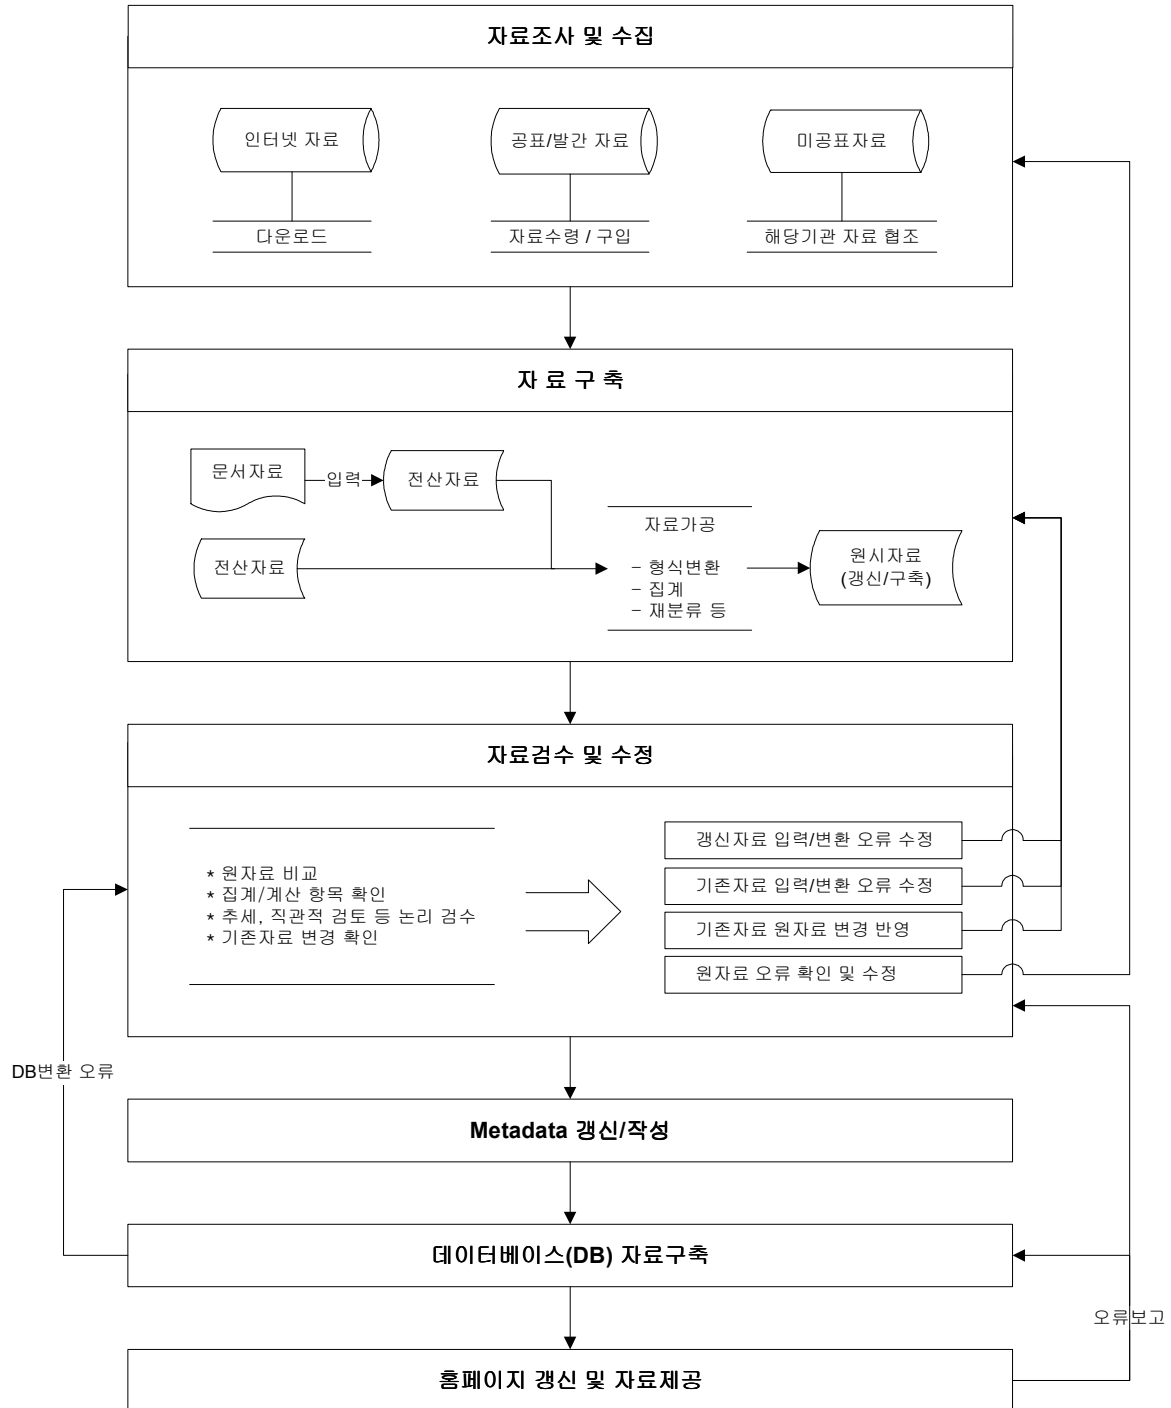 자료조사 및 수집
인터넷 자료
공표/발간 자료
미공표자료
다운로드
자료수령 / 구입
해당기관 자료 협조
자 료 구 축
문서자료
입력
전산자료
전산자료
자료가공
- 형식변환
- 집계
- 재분류 등
원시자료
(갱신/구축)
자료검수 및 수정
* 원자료 비교
* 집계/계산 항목 확인
* 추세, 직관적 검토 등 논리 검수
* 기존자료 변경 확인
갱신자료 입력/변환 오류 수정
기존자료 입력/변환 오류 수정
기존자료 원자료 변경 반영
원자료 오류 확인 및 수정
DB변환 오류
Metadata 갱신/작성
데이터베이스(DB) 자료구축
오류보고
홈페이지 갱신 및 자료제공